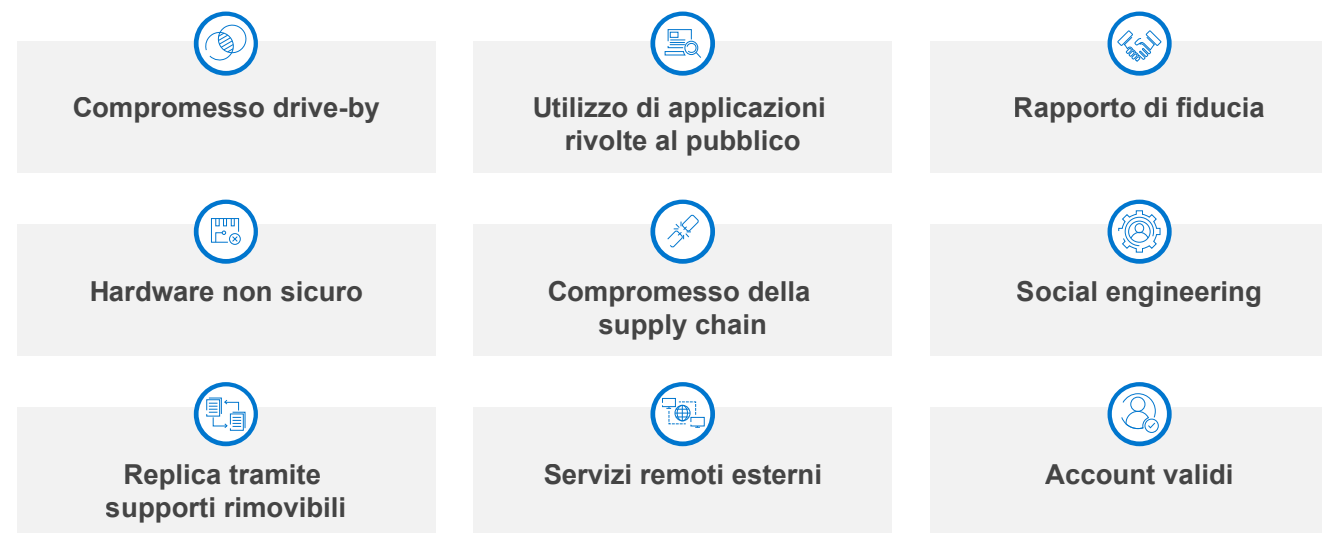 Compromesso drive-by
Utilizzo di applicazioni
rivolte al pubblico
Rapporto di fiducia
Hardware non sicuro
Compromesso della
supply chain
Social engineering
Replica tramite
supporti rimovibili
Servizi remoti esterni
Account validi